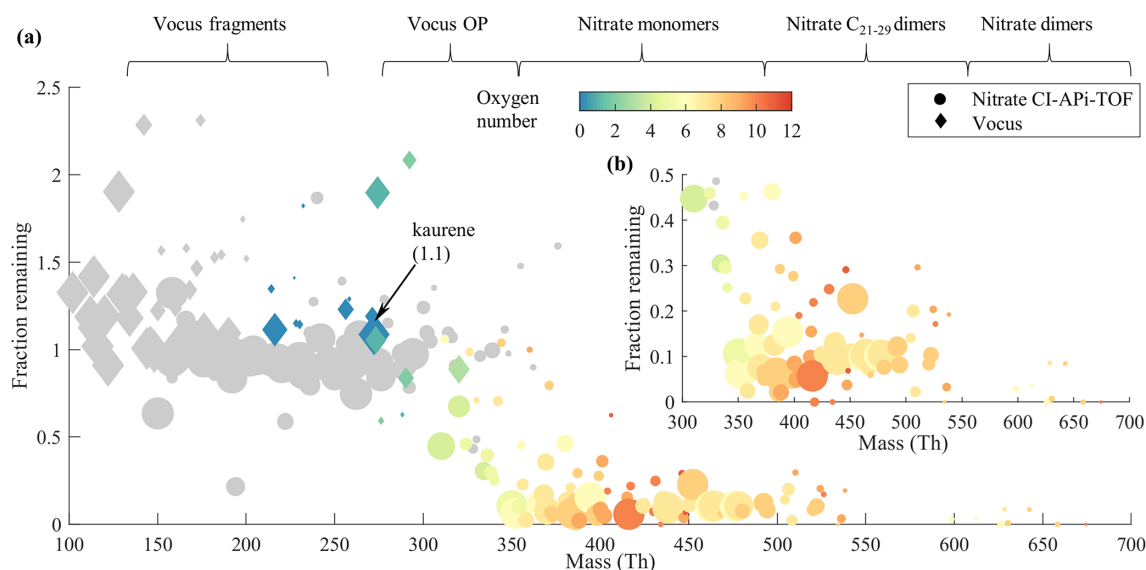 Vocus fragments
Vocus OP
Nitrate monomers
Nitrate C21-29 dimers
Nitrate dimers
(a)
2.5
2
1.5
1
0.5
0
Fraction remaining
100
150
200
250
300
350
400
450
500
550
600
650
700
Mass (Th)
Oxygen
number
0 2 4 6 8 10 12
Nitrate CI-APi-TOF
Vocus
kaurene
(1.1)
(b)
0.5
0.4
0.3
0.2
0.1
0
Fraction remaining
300 350 400 450 500 550 600 650 700
Mass (Th)